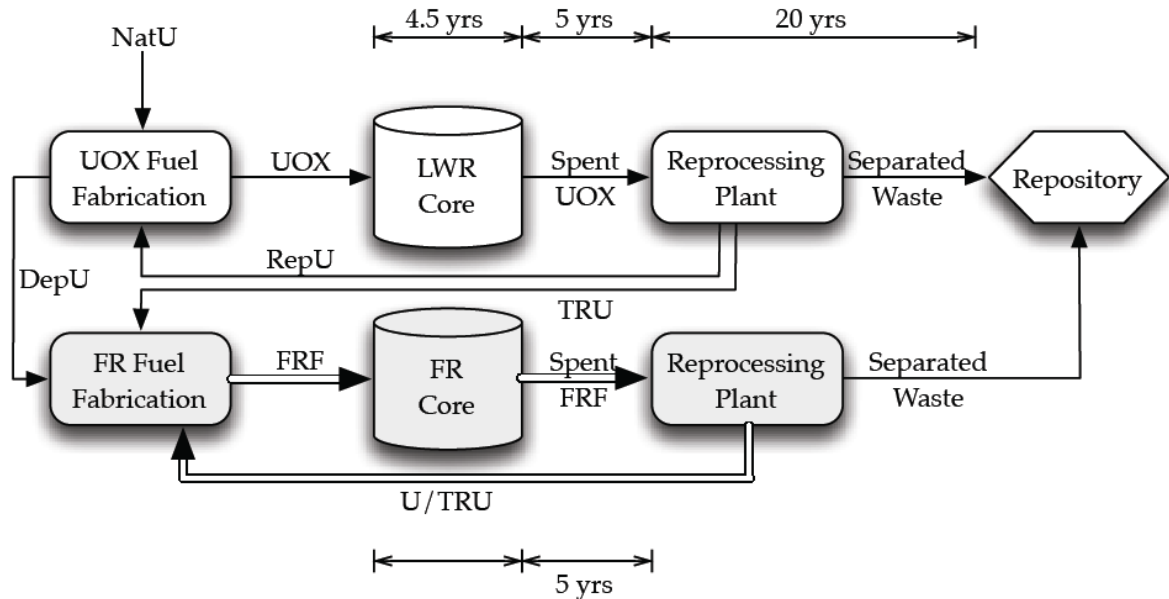 4.5 yrs
5 yrs
20 yrs
NatU
UOX Fuel
Fabrication
UOX
LWR
Core
Spent
UOX
Reprocessing
Plant
Separated
Waste
Repository
RepU
DepU
TRU
FR Fuel
Fabrication
FRF
FR
Core
Spent
FRF
Reprocessing
Plant
Separated
Waste
U/TRU
5 yrs